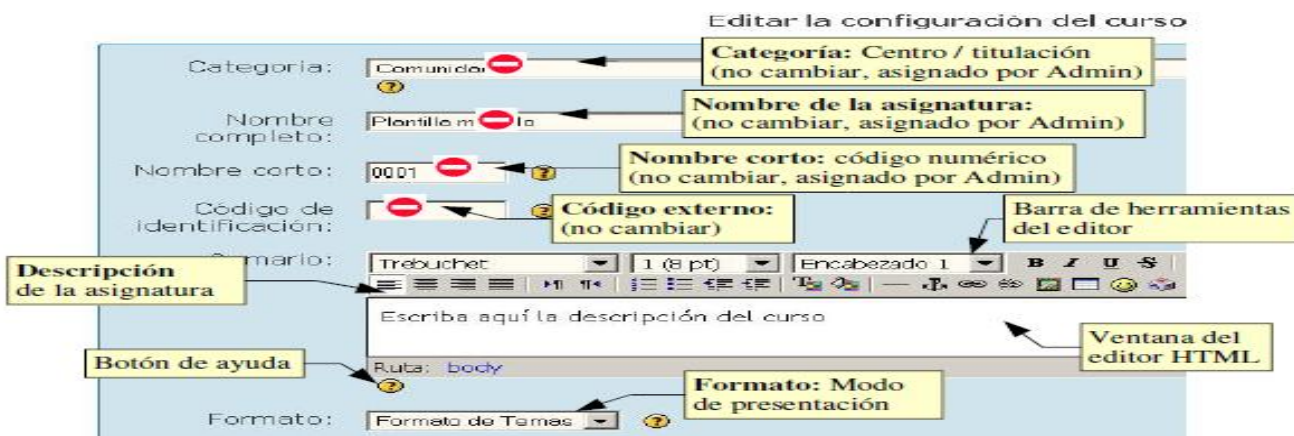 Editar la configuración del curso
Categoría:
Comunida
Categoría: Centro / titulación
(no cambiar, asignado por Admin)
Nombre
completo:
Plantilla m lo
Nombre de la asignatura:
(no cambiar, asignado por Admin)
Nombre corto:
0001
Nombre corto: código numérico
(no cambiar, asignado por Admin)
Código de
identificación:
Código externo:
(no cambiar)
Barra de herramientas
del editor
Descripción
de la asignatura
mario:
Trebuchet
1 (8 pt)
Encabezado 1
B I U S
Escriba aquí la descripción del curso
Ventana del
editor HTML
Botón de ayuda
Ruta: body
Formato:
Formato de Temas
Formato: Modo
de presentación